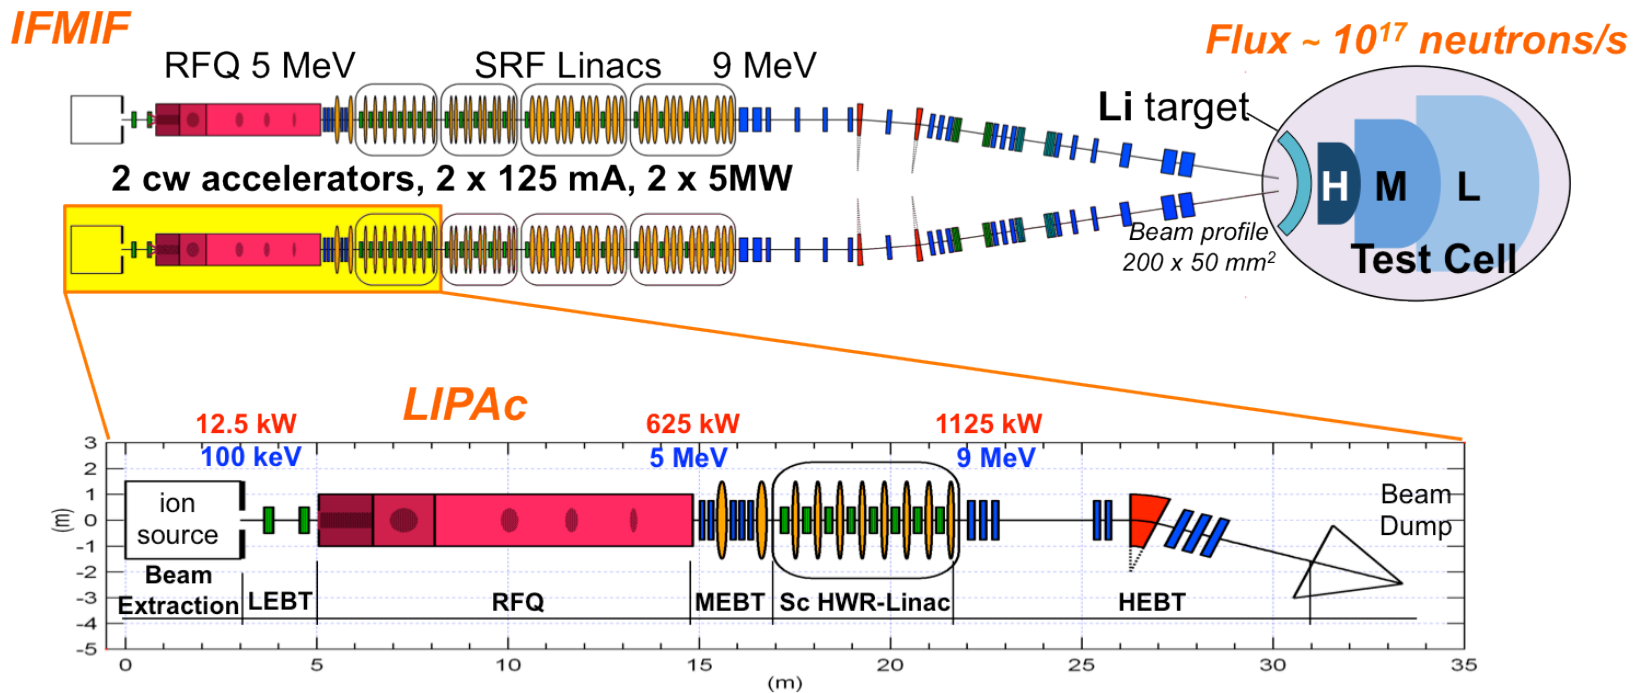 IFMIF
Flux ~ 10¹⁷ neutrons/s
RFQ 5 MeV
SRF Linacs
9 MeV
Li target
2 cw accelerators, 2 x 125 mA, 2 x 5MW
H
M
L
Beam profile
200 x 50 mm²
Test Cell
LIPAc
12.5 kW
625 kW
1125 kW
100 keV
5 MeV
9 MeV
ion
source
Beam
Dump
Beam
Extraction
LEBT
RFQ
MEBT
Sc HWR-Linac
HEBT
3
2
1
0
-1
-2
-3
-4
-5
(m)
0
5
10
15
20
25
30
35
(m)